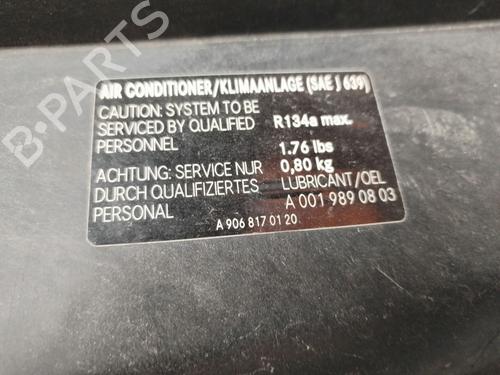 AIR CONDITIONER/KLIMAANLAGE (SAE J 639)
CAUTION: SYSTEM TO BE
SERVICED BY QUALIFIED
PERSONNEL
R134a max.
1.76 lbs
0,80 kg
ACHTUNG: SERVICE NUR
DURCH QUALIFIZIERTES
PERSONAL
LUBRICANT/OEL
A 001 989 08 03
A 906 817 01 20
B-PARTS